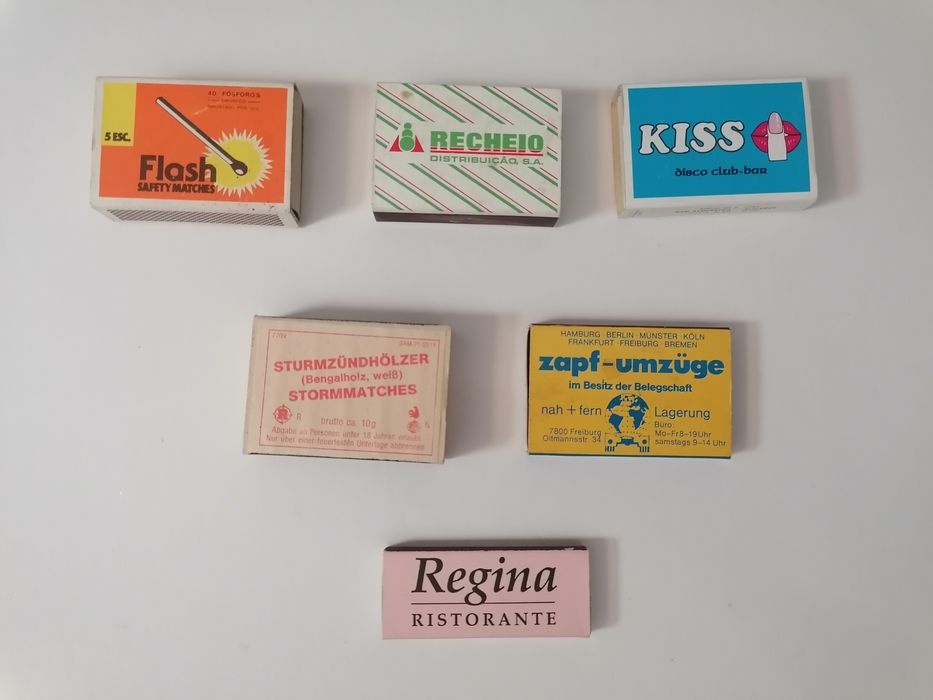 5 ESC.
40 FÓSFOROS
Flash
SAFETY MATCHES
RECHEIO
DISTRIBUIÇÃO, S.A.
KISS
disco club-bar
770N
STURMZÜNDHÖLZER
(Bengalholz, weiß)
STORMMATCHES
R
brutto ca. 10g
N
Abgabe an Personen unter 18 Jahren erlaubt
Nur über einer feuerfesten Unterlage abbrennen
HAMBURG · BERLIN · MÜNSTER · KÖLN
FRANKFURT · FREIBURG · BREMEN
zapf-umzüge
im Besitz der Belegschaft
nah + fern
Lagerung
7800 Freiburg
Oltmannsstr. 34
Büro:
Mo-Fr 8-19 Uhr
samstags 9-14 Uhr
Regina
RISTORANTE